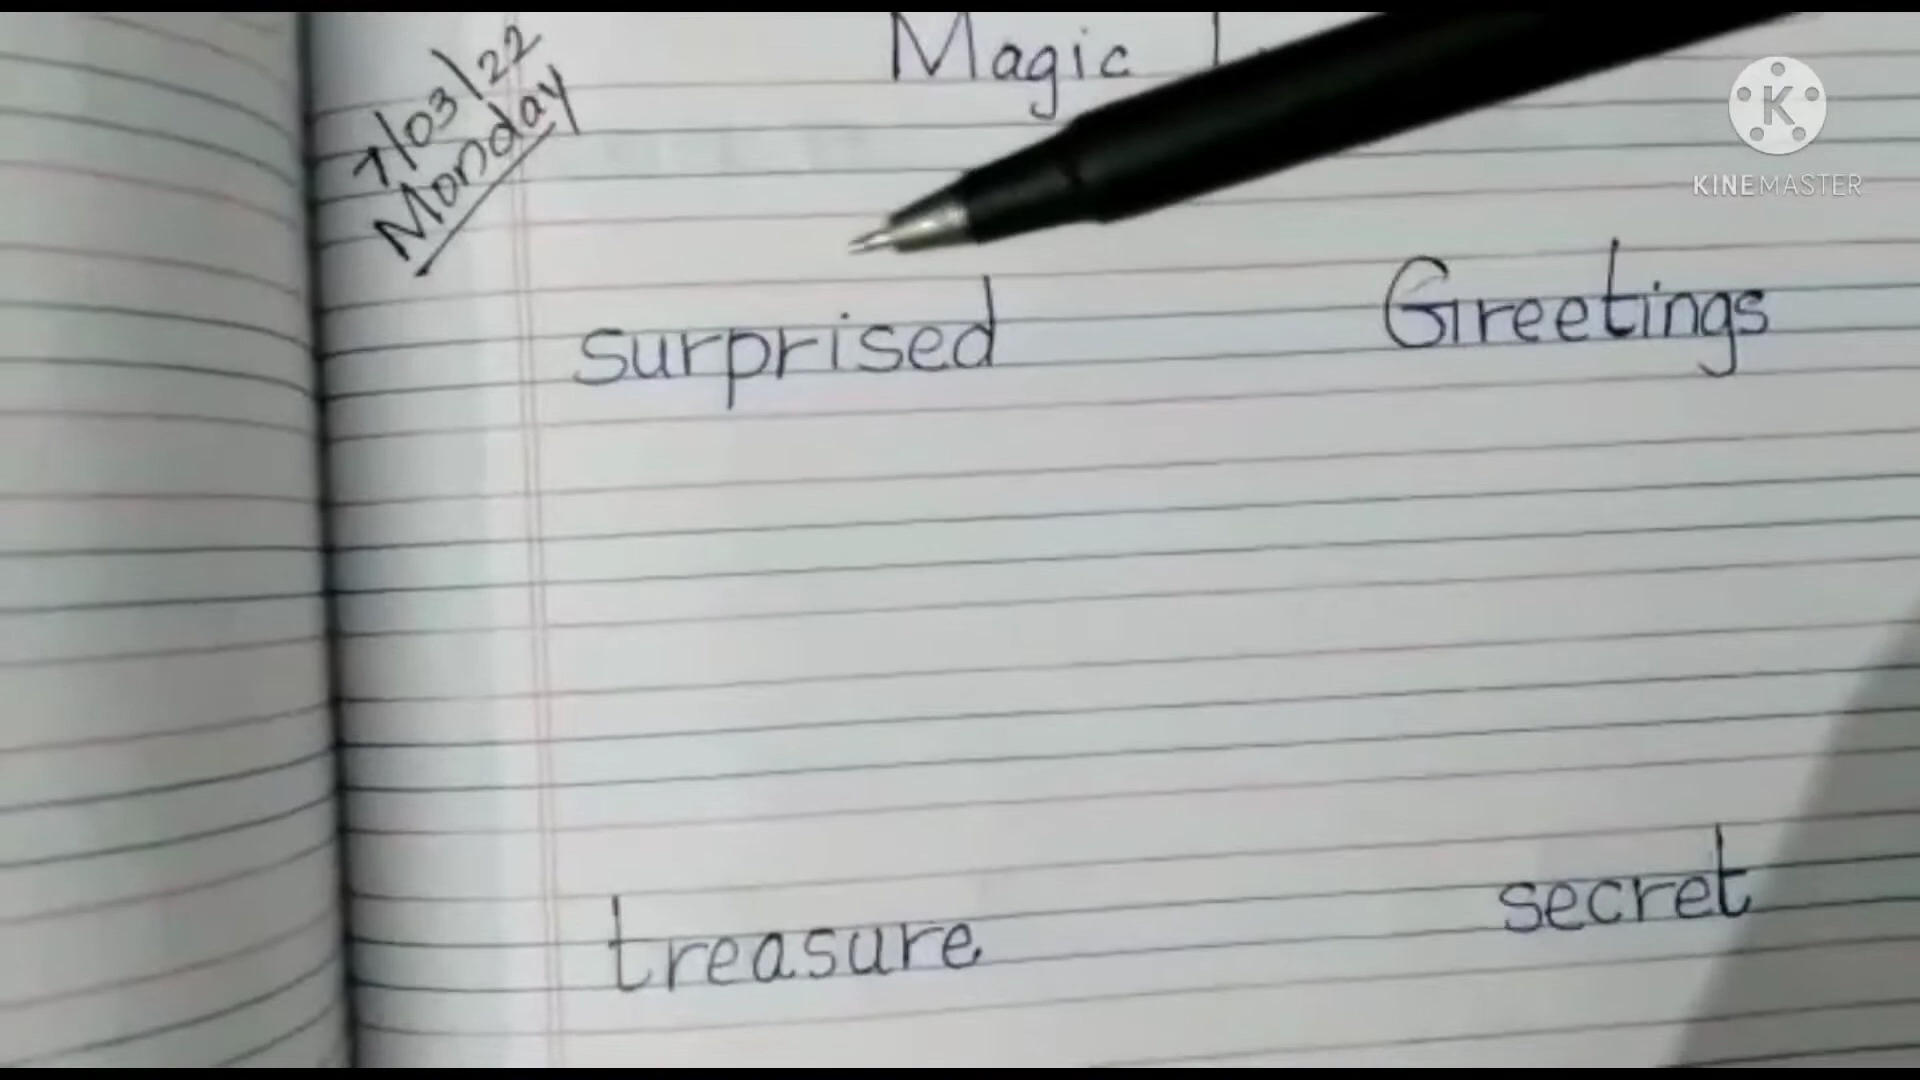 7/03/22
Monday
Magic
surprised
Greetings
treasure
secret
K
KINEMASTER